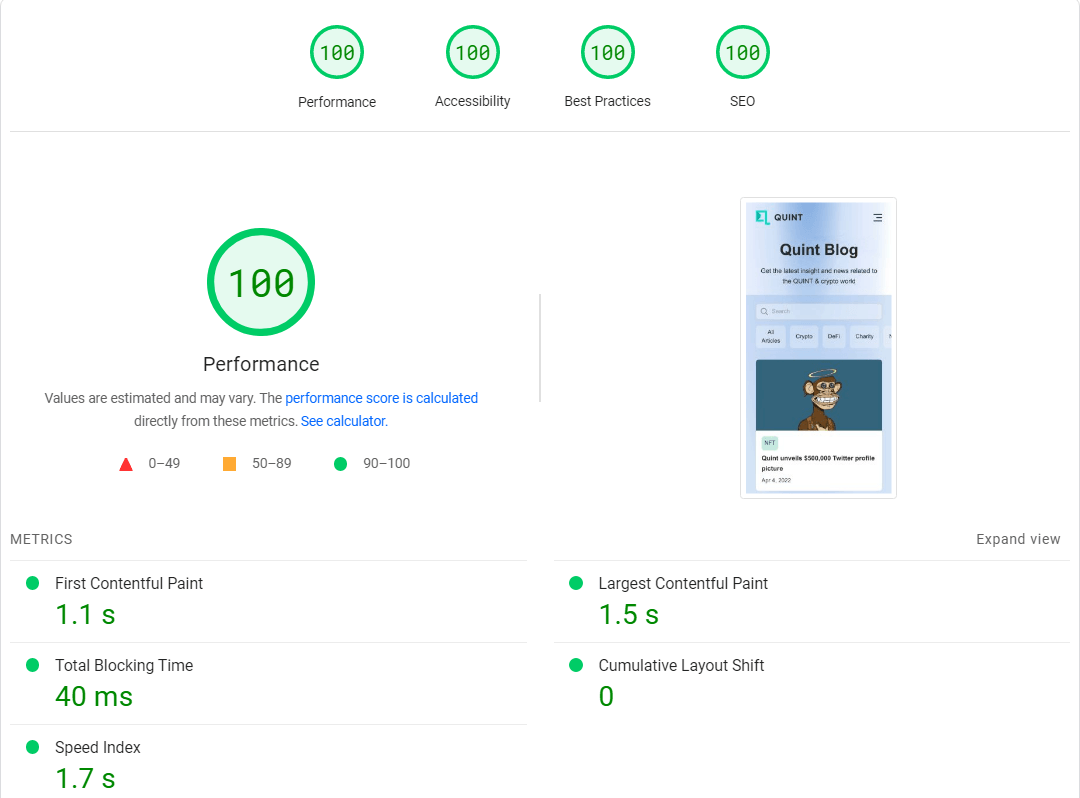 100
100
100
100
Performance
Accessibility
Best Practices
SEO
100
Performance
Values are estimated and may vary. The performance score is calculated
directly from these metrics. See calculator.
0–49
50–89
90–100
QUINT
Quint Blog
Get the latest insight and news related to
the QUINT & crypto world
Search
All
Articles
Crypto
DeFi
Charity
NFT
Quint unveils $500,000 Twitter profile
picture
Apr 4, 2022
METRICS
Expand view
First Contentful Paint
1.1 s
Largest Contentful Paint
1.5 s
Total Blocking Time
40 ms
Cumulative Layout Shift
0
Speed Index
1.7 s